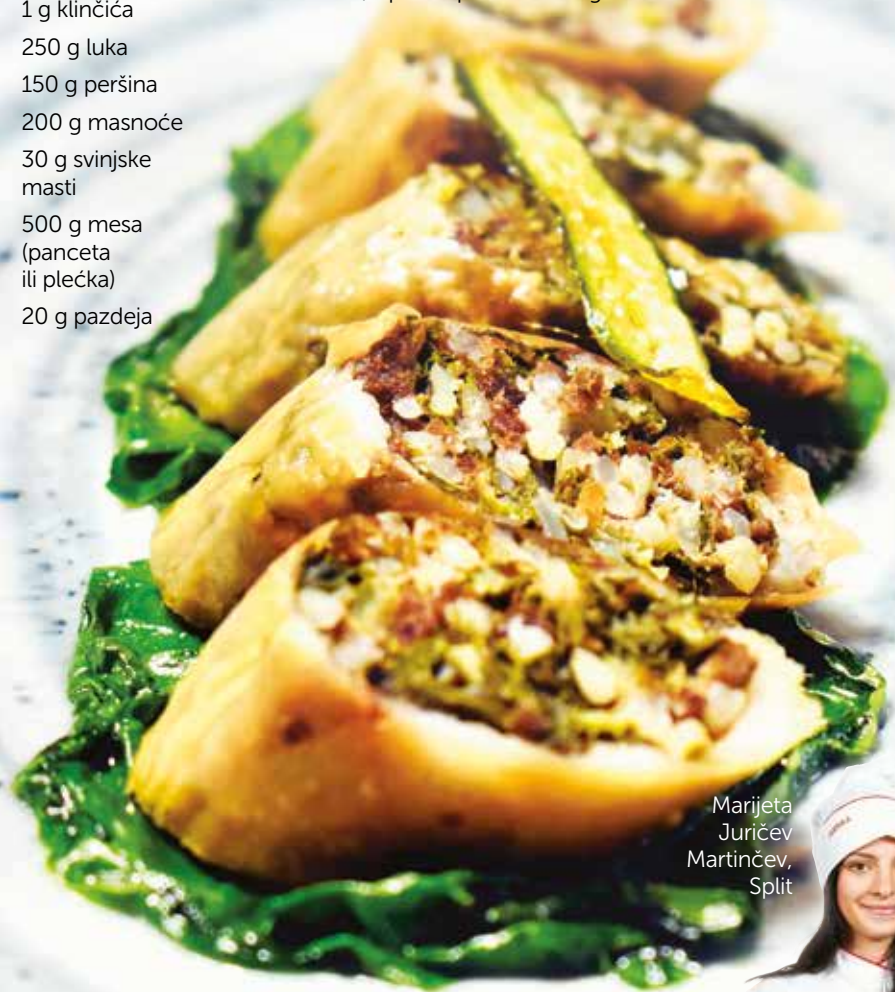 1 g klinčića
250 g luka
150 g peršina
200 g masnoće
30 g svinjske
masti
500 g mesa
(panceta
ili plećka)
20 g pazdeja
Marijeta
Juričev
Martinčev,
Split